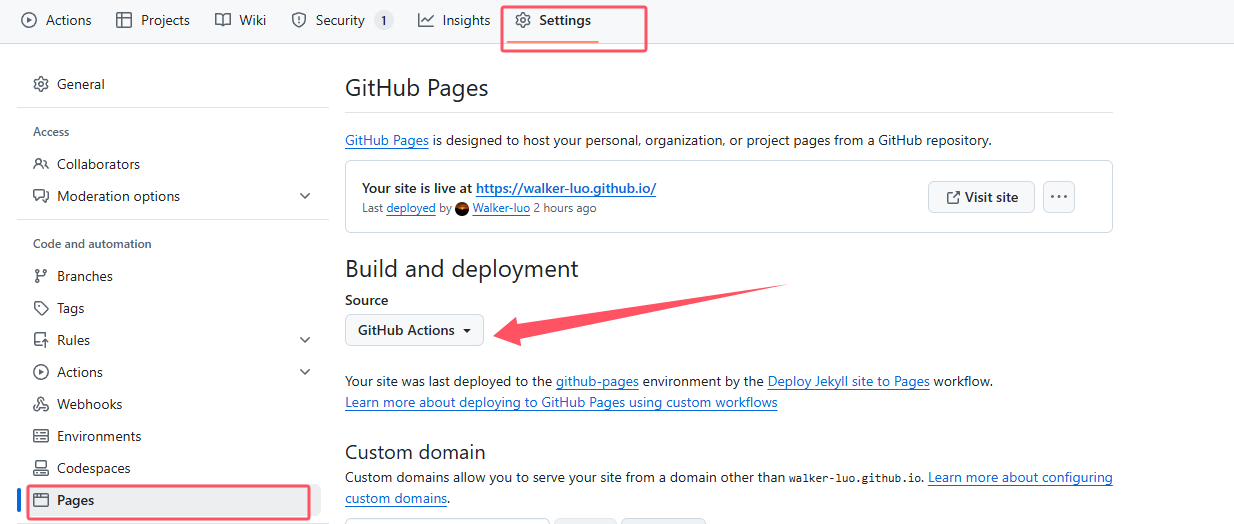 Actions Projects Wiki Security 1 Insights Settings
General
Access
Collaborators
Moderation options
Code and automation
Branches
Tags
Rules
Actions
Webhooks
Environments
Codespaces
Pages
GitHub Pages
GitHub Pages is designed to host your personal, organization, or project pages from a GitHub repository.
Your site is live at https://walker-luo.github.io/
Last deployed by Walker-luo 2 hours ago
Visit site
Build and deployment
Source
GitHub Actions
Your site was last deployed to the github-pages environment by the Deploy Jekyll site to Pages workflow.
Learn more about deploying to GitHub Pages using custom workflows
Custom domain
Custom domains allow you to serve your site from a domain other than walker-luo.github.io. Learn more about configuring
custom domains.